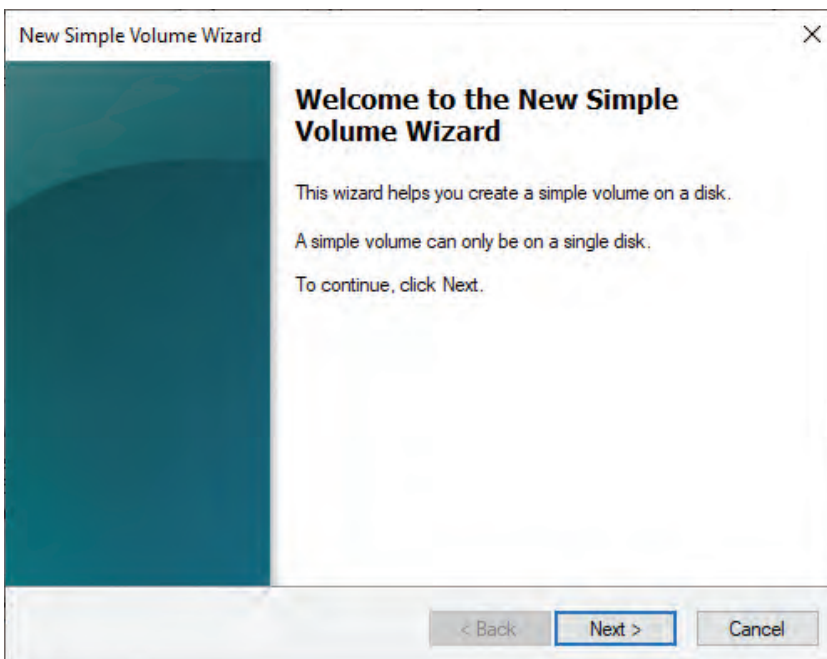 New Simple Volume Wizard
Welcome to the New Simple
Volume Wizard
This wizard helps you create a simple volume on a disk.
A simple volume can only be on a single disk.
To continue, click Next.
< Back
Next >
Cancel